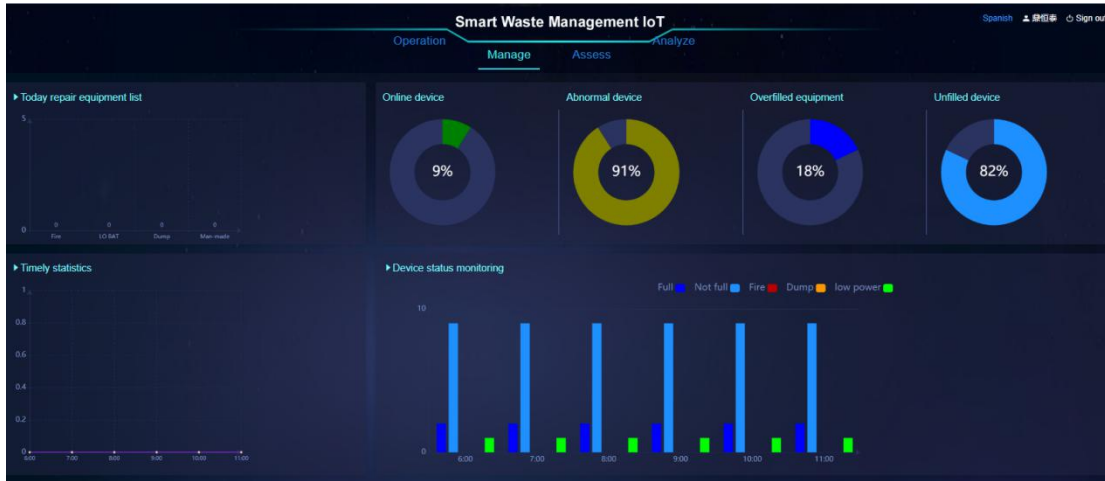 Smart Waste Management IoT
Spanish 鼎恒泰 Sign out
Operation Analyze
Manage Assess
Today repair equipment list
5
0
0 0 0 0
Fire LO BAT Dump Man-made
Online device
9%
Abnormal device
91%
Overfilled equipment
18%
Unfilled device
82%
Timely statistics
1
0.8
0.6
0.4
0.2
0
6:00 7:00 8:00 9:00 10:00 11:00
Device status monitoring
Full Not full Fire Dump low power
10
0
6:00 7:00 8:00 9:00 10:00 11:00